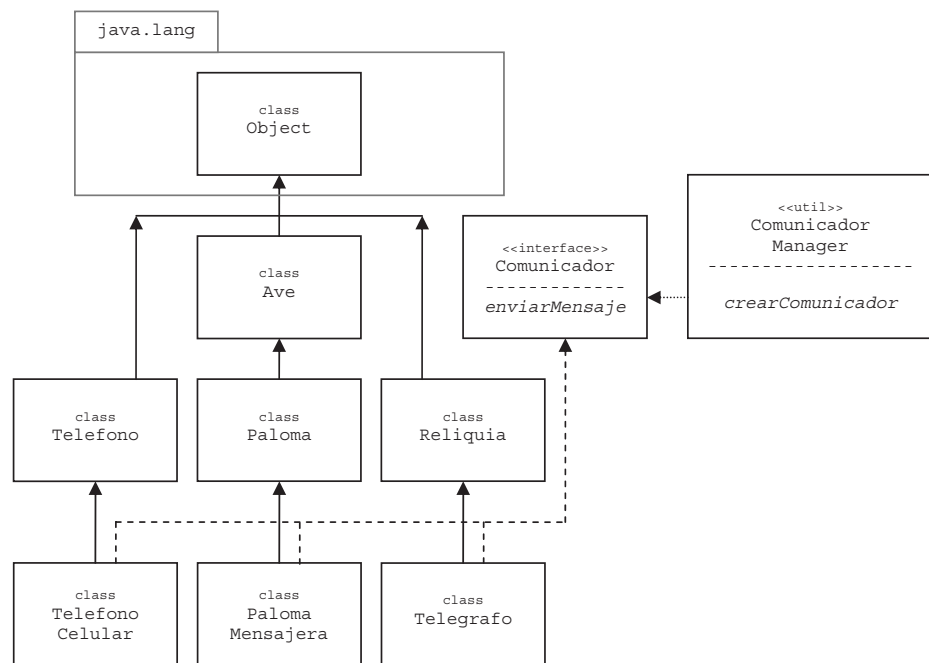 java.lang
class
Object
<<util>>
Comunicador
Manager
--------------------
crearComunicador
<<interface>>
Comunicador
--------------
enviarMensaje
class
Ave
class
Telefono
class
Paloma
class
Reliquia
class
Telefono
Celular
class
Paloma
Mensajera
class
Telegrafo